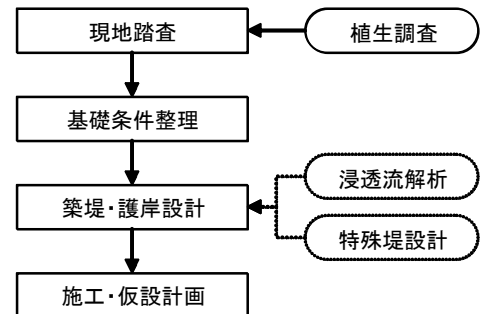 現地踏査
植生調査
基礎条件整理
浸透流解析
築堤・護岸設計
特殊堤設計
施工・仮設計画